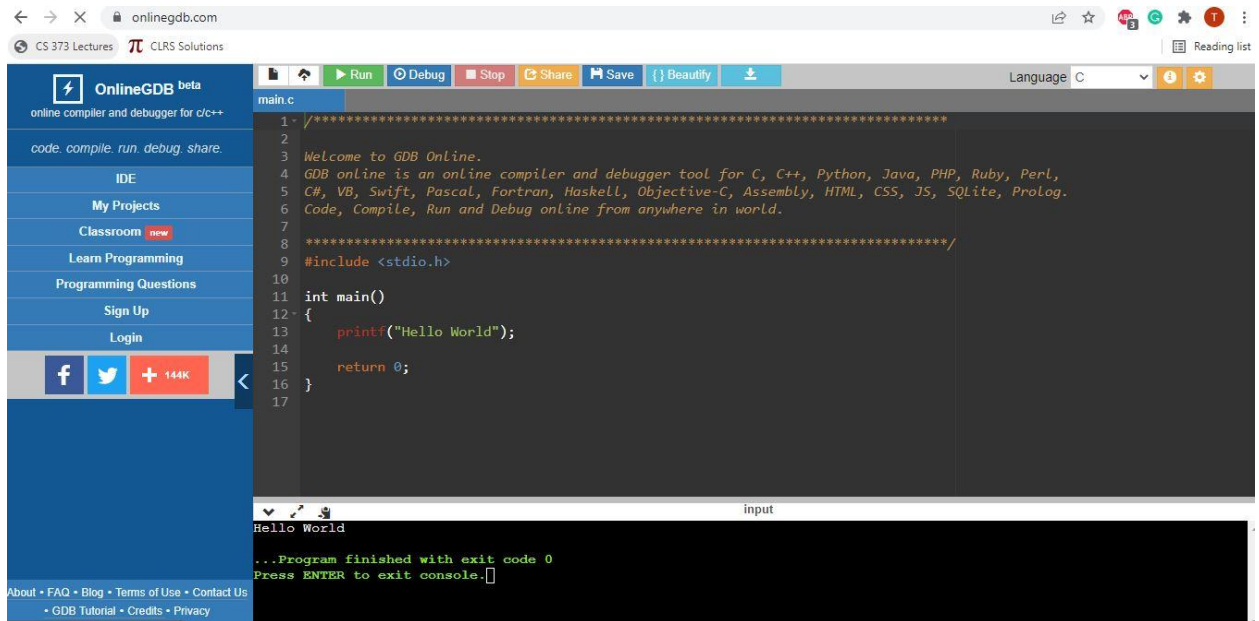 onlinegdb.com
ABP 3 G T
CS 373 Lectures π CLRS Solutions Reading list
OnlineGDB beta
online compiler and debugger for c/c++
code. compile. run. debug. share.
IDE
My Projects
Classroom new
Learn Programming
Programming Questions
Sign Up
Login
f + 144K
<
About • FAQ • Blog • Terms of Use • Contact Us
• GDB Tutorial • Credits • Privacy
Run Debug Stop Share Save {} Beautify Language C
main.c
1 /******************************************************************************
2
3 Welcome to GDB Online.
4 GDB online is an online compiler and debugger tool for C, C++, Python, Java, PHP, Ruby, Perl,
5 C#, VB, Swift, Pascal, Fortran, Haskell, Objective-C, Assembly, HTML, CSS, JS, SQLite, Prolog.
6 Code, Compile, Run and Debug online from anywhere in world.
7
8 *******************************************************************************/
9 #include <stdio.h>
10
11 int main()
12 {
13     printf("Hello World");
14
15     return 0;
16 }
17
input
Hello World
...Program finished with exit code 0
Press ENTER to exit console.